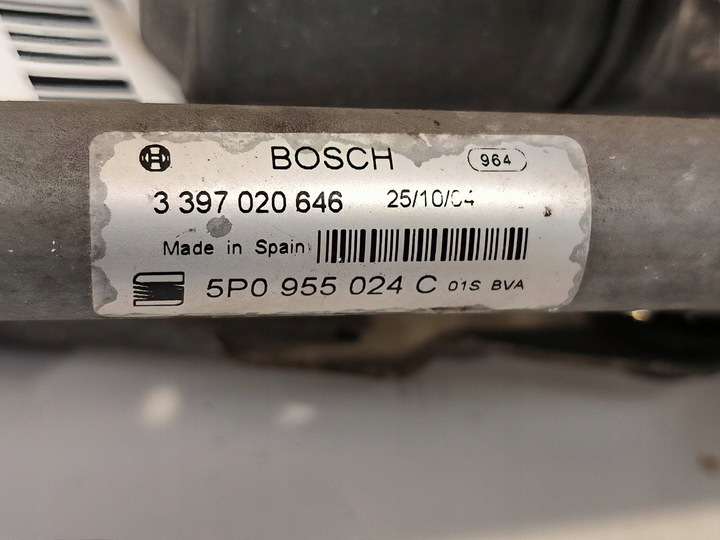 BOSCH 964
3 397 020 646 25/10/04
Made in Spain
5P0 955 024 C 01S BVA